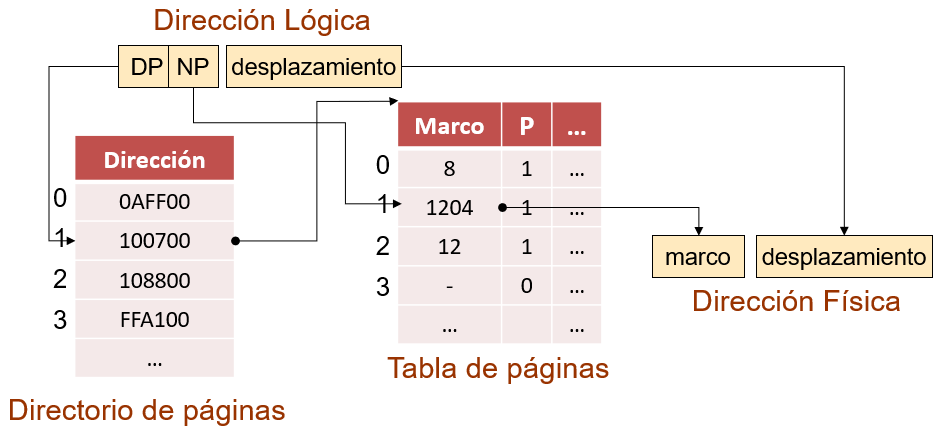 Dirección Lógica
DP NP desplazamiento
Dirección
0 0AFF00
1 100700
2 108800
3 FFA100
...
Directorio de páginas
Marco P ...
0 8 1 ...
1 1204 1 ...
2 12 1 ...
3 - 0 ...
... ...
Tabla de páginas
marco desplazamiento
Dirección Física